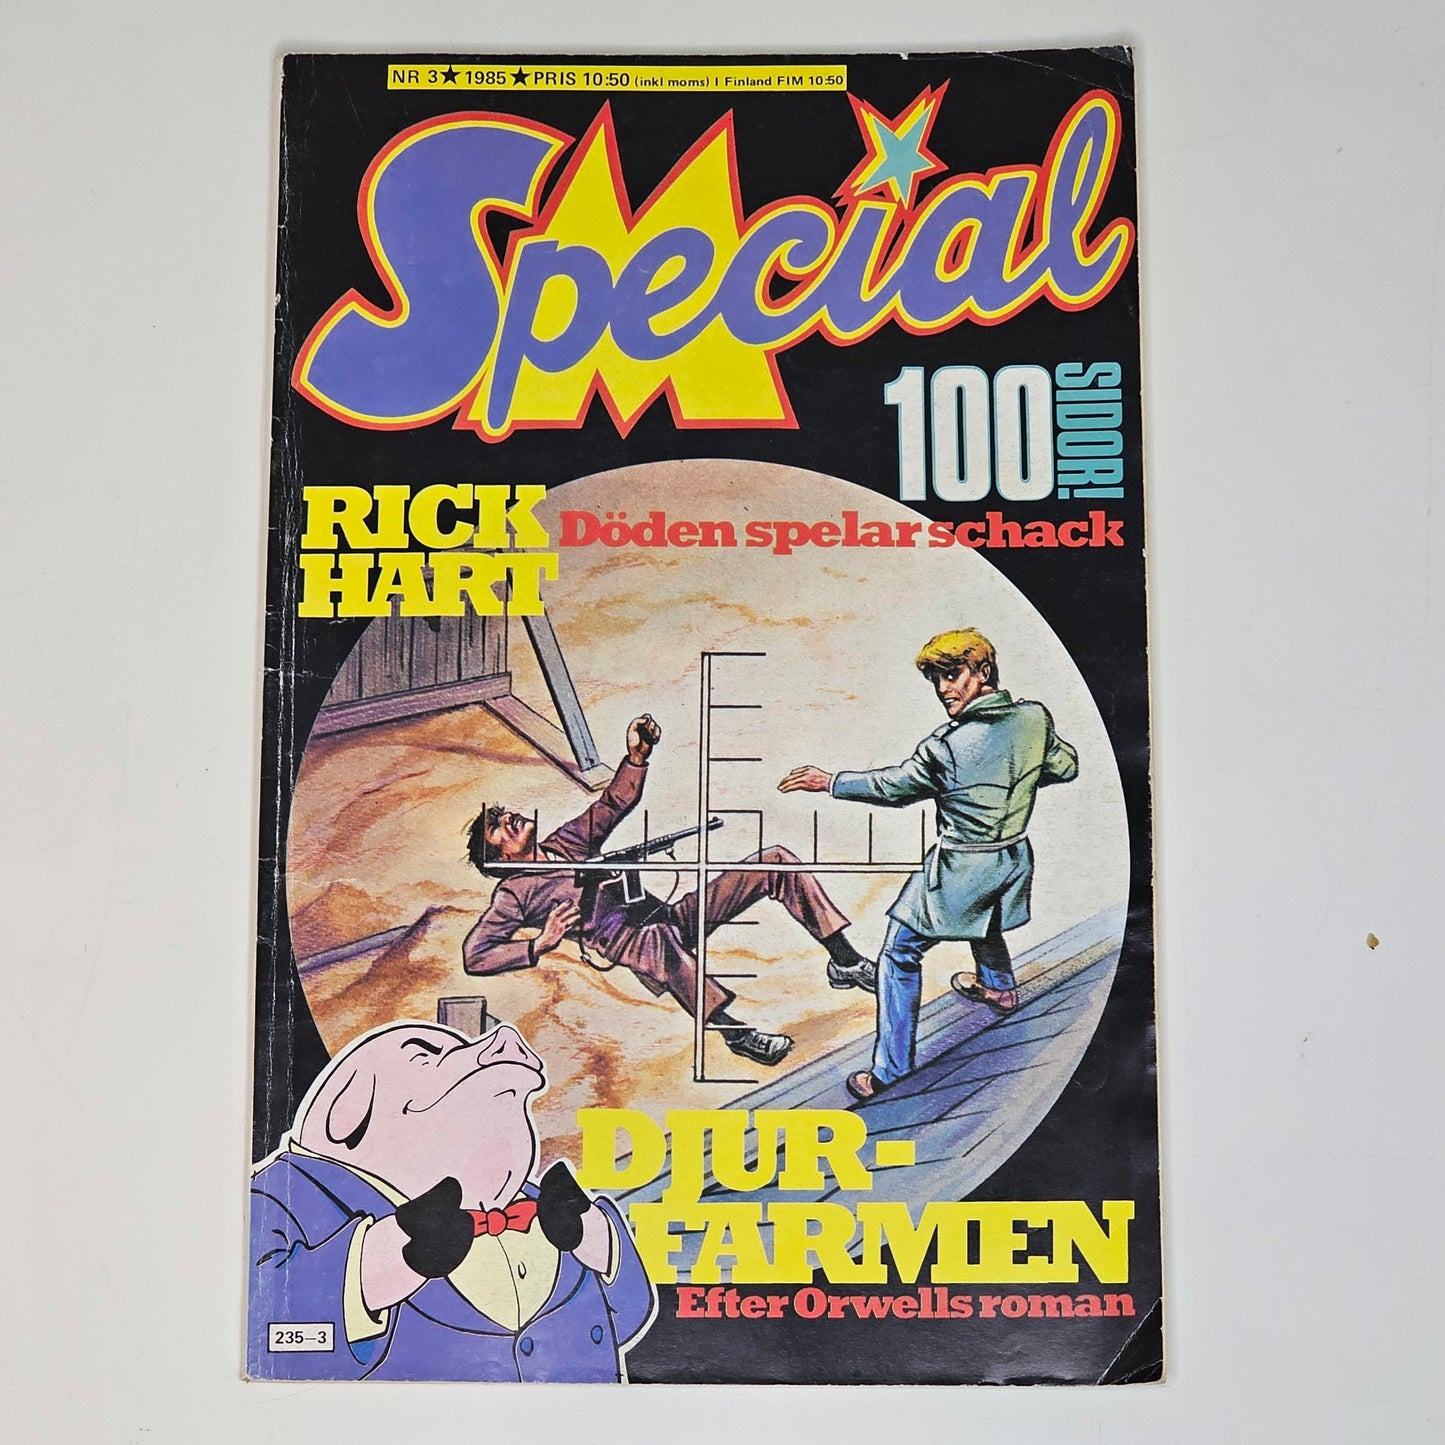 NR 3★1985★PRIS 10:50 (inkl moms) I Finland FIM 10:50
M
Special
100
SIDOR!
RICK
HART
Döden spelar schack
DJUR-
FARMEN
Efter Orwells roman
235-3